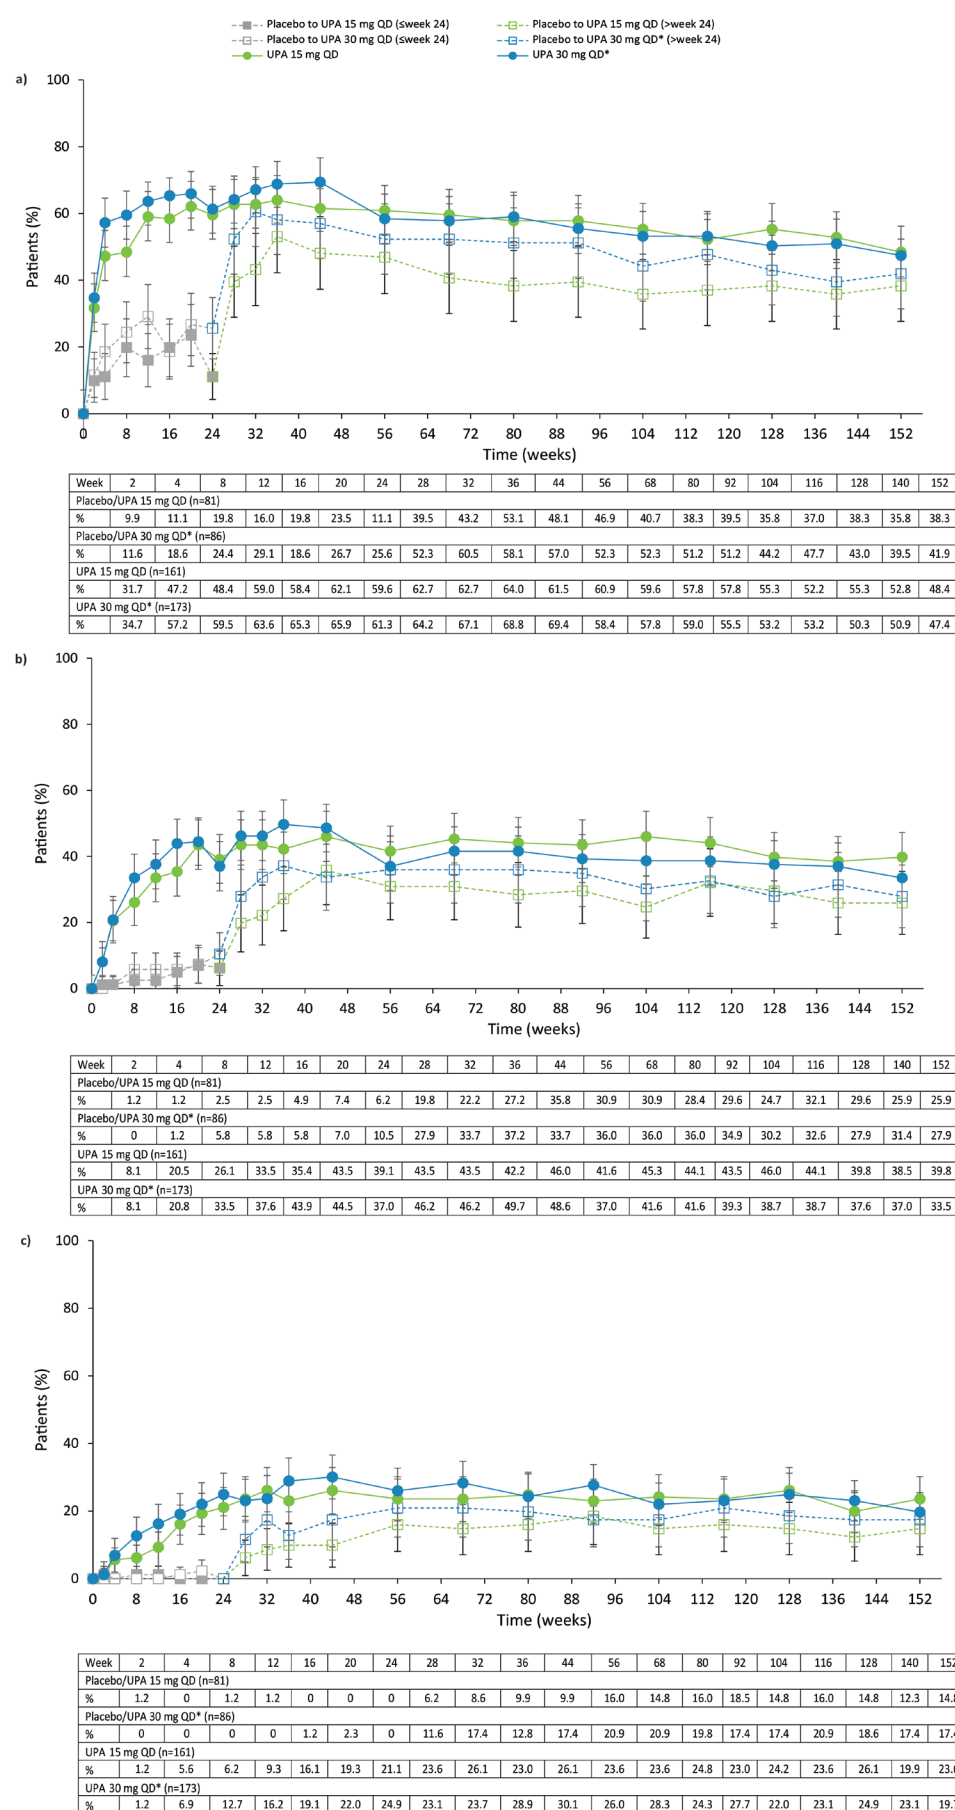 Placebo to UPA 15 mg QD (≤week 24)
Placebo to UPA 15 mg QD (>week 24)
Placebo to UPA 30 mg QD (≤week 24)
Placebo to UPA 30 mg QD* (>week 24)
UPA 15 mg QD
UPA 30 mg QD*
a)
100
80
60
40
20
0
Patients (%)
0 8 16 24 32 40 48 56 64 72 80 88 96 104 112 120 128 136 144 152
Time (weeks)
Week 2 4 8 12 16 20 24 28 32 36 44 56 68 80 92 104 116 128 140 152
Placebo/UPA 15 mg QD (n=81)
% 9.9 11.1 19.8 16.0 19.8 23.5 11.1 39.5 43.2 53.1 48.1 46.9 40.7 38.3 39.5 35.8 37.0 38.3 35.8 38.3
Placebo/UPA 30 mg QD* (n=86)
% 11.6 18.6 24.4 29.1 18.6 26.7 25.6 52.3 60.5 58.1 57.0 52.3 52.3 51.2 51.2 44.2 47.7 43.0 39.5 41.9
UPA 15 mg QD (n=161)
% 31.7 47.2 48.4 59.0 58.4 62.1 59.6 62.7 62.7 64.0 61.5 60.9 59.6 57.8 57.8 55.3 52.2 55.3 52.8 48.4
UPA 30 mg QD* (n=173)
% 34.7 57.2 59.5 63.6 65.3 65.9 61.3 64.2 67.1 68.8 69.4 58.4 57.8 59.0 55.5 53.2 53.2 50.3 50.9 47.4
b)
100
80
60
40
20
0
Patients (%)
0 8 16 24 32 40 48 56 64 72 80 88 96 104 112 120 128 136 144 152
Time (weeks)
Week 2 4 8 12 16 20 24 28 32 36 44 56 68 80 92 104 116 128 140 152
Placebo/UPA 15 mg QD (n=81)
% 1.2 1.2 2.5 2.5 4.9 7.4 6.2 19.8 22.2 27.2 35.8 30.9 30.9 28.4 29.6 24.7 32.1 29.6 25.9 25.9
Placebo/UPA 30 mg QD* (n=86)
% 0 1.2 5.8 5.8 5.8 7.0 10.5 27.9 33.7 37.2 33.7 36.0 36.0 36.0 34.9 30.2 32.6 27.9 31.4 27.9
UPA 15 mg QD (n=161)
% 8.1 20.5 26.1 33.5 35.4 43.5 39.1 43.5 43.5 42.2 46.0 41.6 45.3 44.1 43.5 46.0 44.1 39.8 38.5 39.8
UPA 30 mg QD* (n=173)
% 8.1 20.8 33.5 37.6 43.9 44.5 37.0 46.2 46.2 49.7 48.6 37.0 41.6 41.6 39.3 38.7 38.7 37.6 37.0 33.5
c)
100
80
60
40
20
0
Patients (%)
0 8 16 24 32 40 48 56 64 72 80 88 96 104 112 120 128 136 144 152
Time (weeks)
Week 2 4 8 12 16 20 24 28 32 36 44 56 68 80 92 104 116 128 140 152
Placebo/UPA 15 mg QD (n=81)
% 1.2 0 1.2 1.2 0 0 0 6.2 8.6 9.9 9.9 16.0 14.8 16.0 18.5 14.8 16.0 14.8 12.3 14.8
Placebo/UPA 30 mg QD* (n=86)
% 0 0 0 0 1.2 2.3 0 11.6 17.4 12.8 17.4 20.9 20.9 19.8 17.4 17.4 20.9 18.6 17.4 17.4
UPA 15 mg QD (n=161)
% 1.2 5.6 6.2 9.3 16.1 19.3 21.1 23.6 26.1 23.0 26.1 23.6 23.6 24.8 23.0 24.2 23.6 26.1 19.9
UPA 30 mg QD* (n=173)
% 1.2 6.9 12.7 16.2 19.1 22.0 24.9 23.1 23.7 28.9 30.1 26.0 28.3 24.3 27.7 22.0 23.1 24.9 23.1